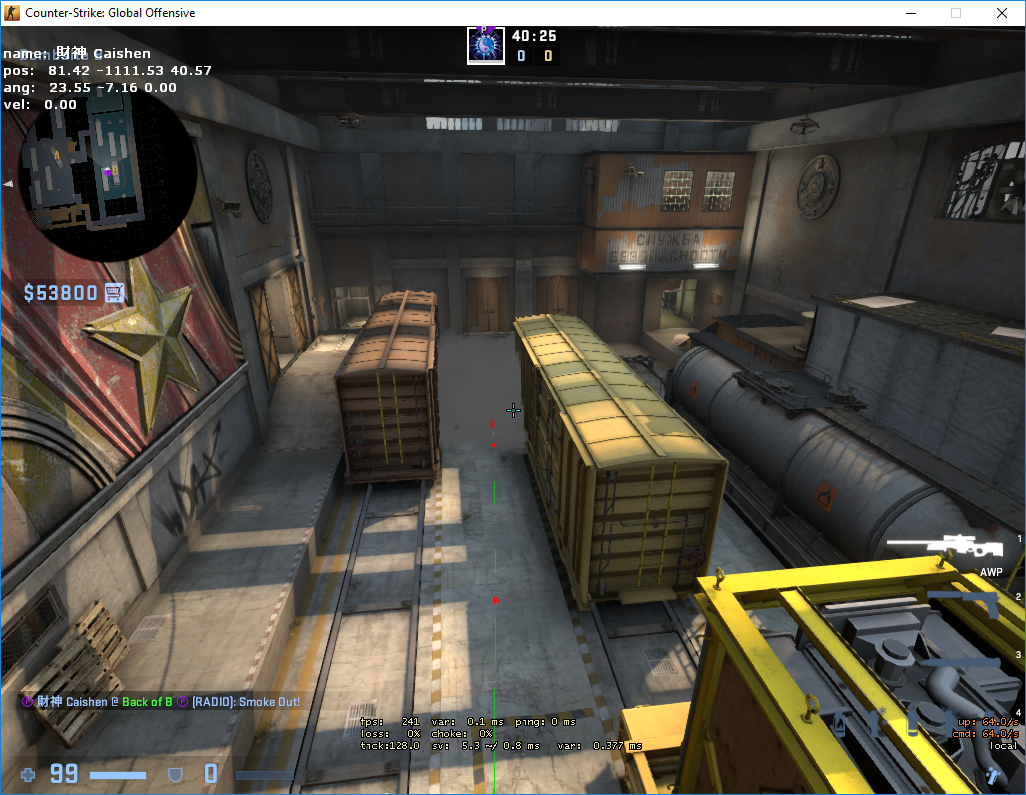 Counter-Strike: Global Offensive
40:25
0 0
name: 財神 Caishen
pos: 81.42 -1111.53 40.57
ang: 23.55 -7.16 0.00
vel: 0.00
A
B
$53800
СЛУЖБА
БЕЗОПАСНОСТИ
1
AWP
2
3
4
Ⓟ 財神 Caishen @ Back of B Ⓟ (RADIO): Smoke Out!
fps: 241 var: 0.1 ms ping: 0 ms
loss: 0% choke: 0%
tick:128.0 sv: 5.3 ~/ 0.8 ms var: 0.377 ms
up: 64.0/s
cmd: 64.0/s
local
99
0